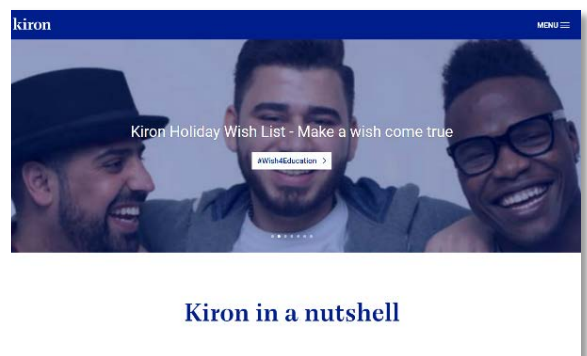 kiron
MENU
Kiron Holiday Wish List - Make a wish come true
#Wish4Education >
Kiron in a nutshell